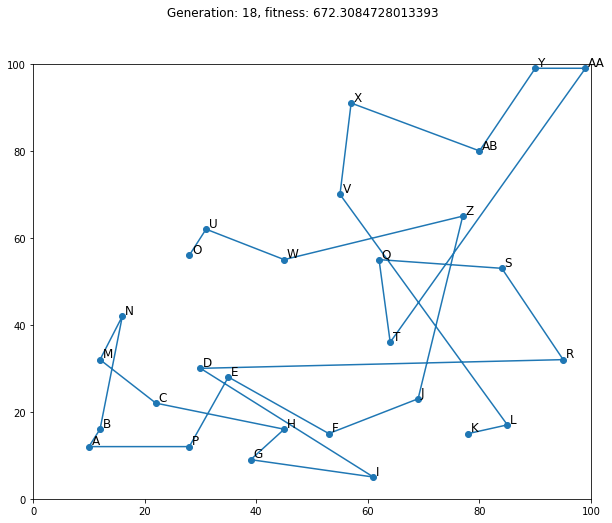 Generation: 18, fitness: 672.3084728013393
100
Y
AA
X
AB
80
V
Z
U
60
O
W
Q
S
N
40
T
M
R
D
E
C
J
20
B
H
F
K
L
A
P
G
I
0
0
20
40
60
80
100